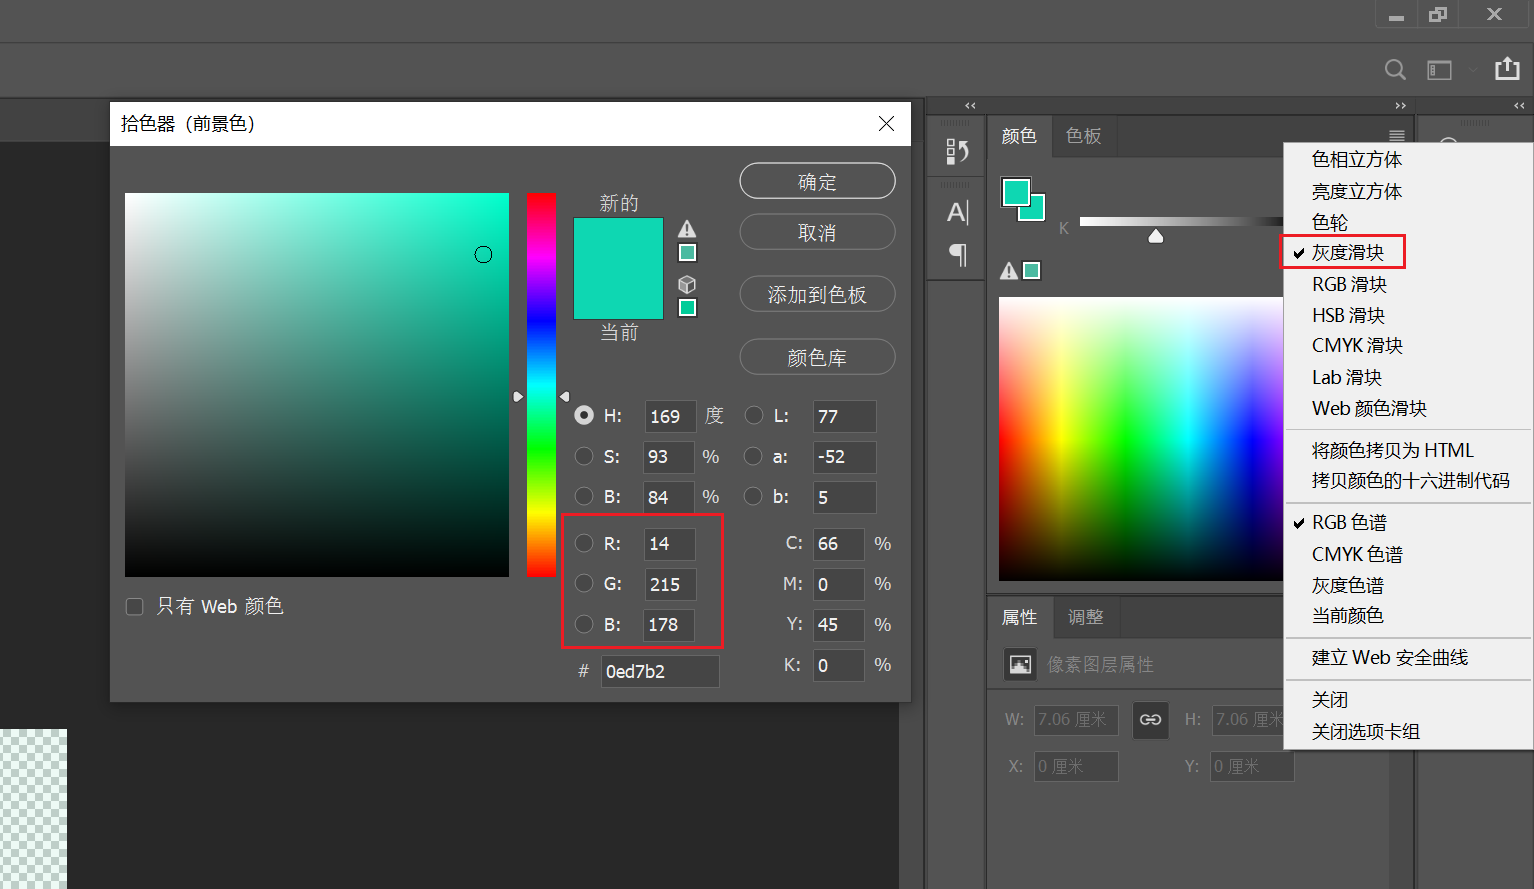 拾色器（前景色）
新的
当前
确定
取消
添加到色板
颜色库
H: 169 度
S: 93 %
B: 84 %
R: 14
G: 215
B: 178
# 0ed7b2
L: 77
a: -52
b: 5
C: 66 %
M: 0 %
Y: 45 %
K: 0 %
只有 Web 颜色
A
颜色
色板
K
属性
调整
像素图层属性
W: 7.06 厘米
H: 7.06 厘米
X: 0 厘米
Y: 0 厘米
色相立方体
亮度立方体
色轮
灰度滑块
RGB 滑块
HSB 滑块
CMYK 滑块
Lab 滑块
Web 颜色滑块
将颜色拷贝为 HTML
拷贝颜色的十六进制代码
RGB 色谱
CMYK 色谱
灰度色谱
当前颜色
建立 Web 安全曲线
关闭
关闭选项卡组